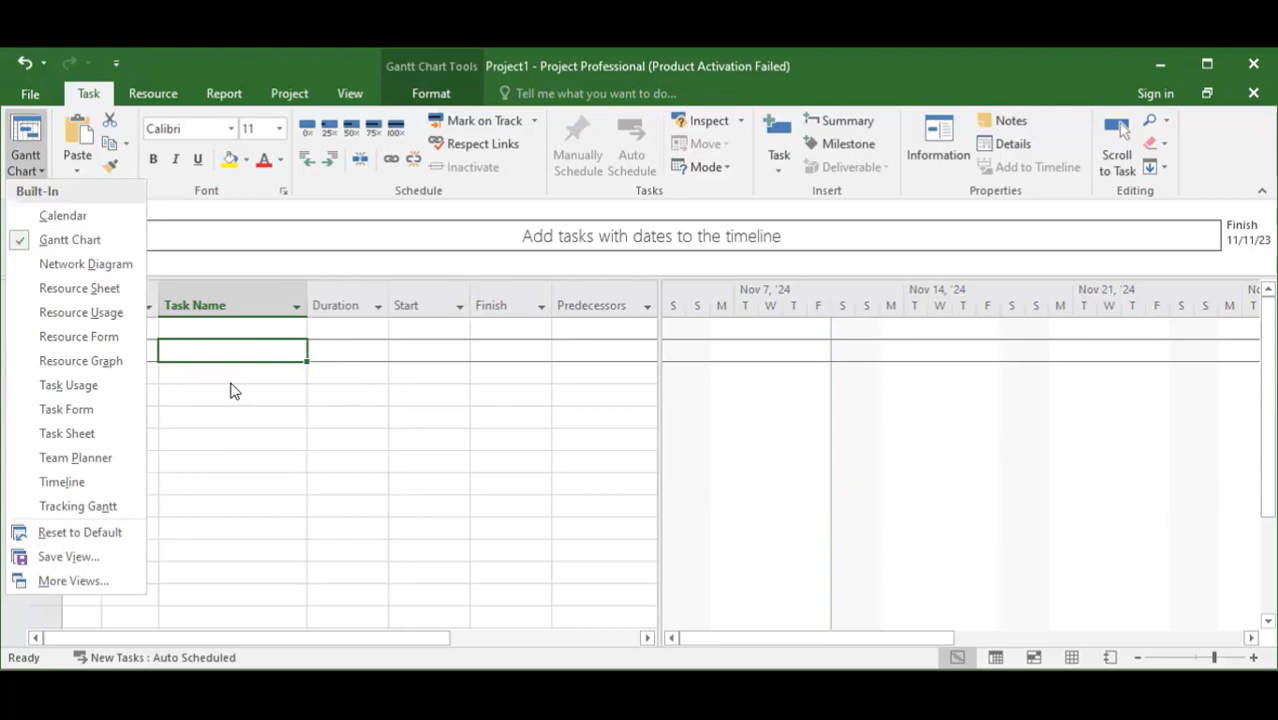 Gantt Chart Tools
Project1 - Project Professional (Product Activation Failed)
File
Task
Resource
Report
Project
View
Format
Tell me what you want to do...
Sign in
Gantt
Chart
Paste
Calibri
11
B I U
0% 25% 50% 75% 100%
Mark on Track
Respect Links
Inactivate
Manually
Schedule
Auto
Schedule
Inspect
Move
Mode
Task
Summary
Milestone
Deliverable
Information
Notes
Details
Add to Timeline
Scroll
to Task
Font
Schedule
Tasks
Insert
Properties
Editing
Built-In
Calendar
Gantt Chart
Network Diagram
Resource Sheet
Resource Usage
Resource Form
Resource Graph
Task Usage
Task Form
Task Sheet
Team Planner
Timeline
Tracking Gantt
Reset to Default
Save View...
More Views...
Add tasks with dates to the timeline
Finish
11/11/23
Task Name
Duration
Start
Finish
Predecessors
Nov 7, '24
Nov 14, '24
Nov 21, '24
S S M T W T F S S M T W T F S S M T W T F S S M T
Ready
New Tasks : Auto Scheduled